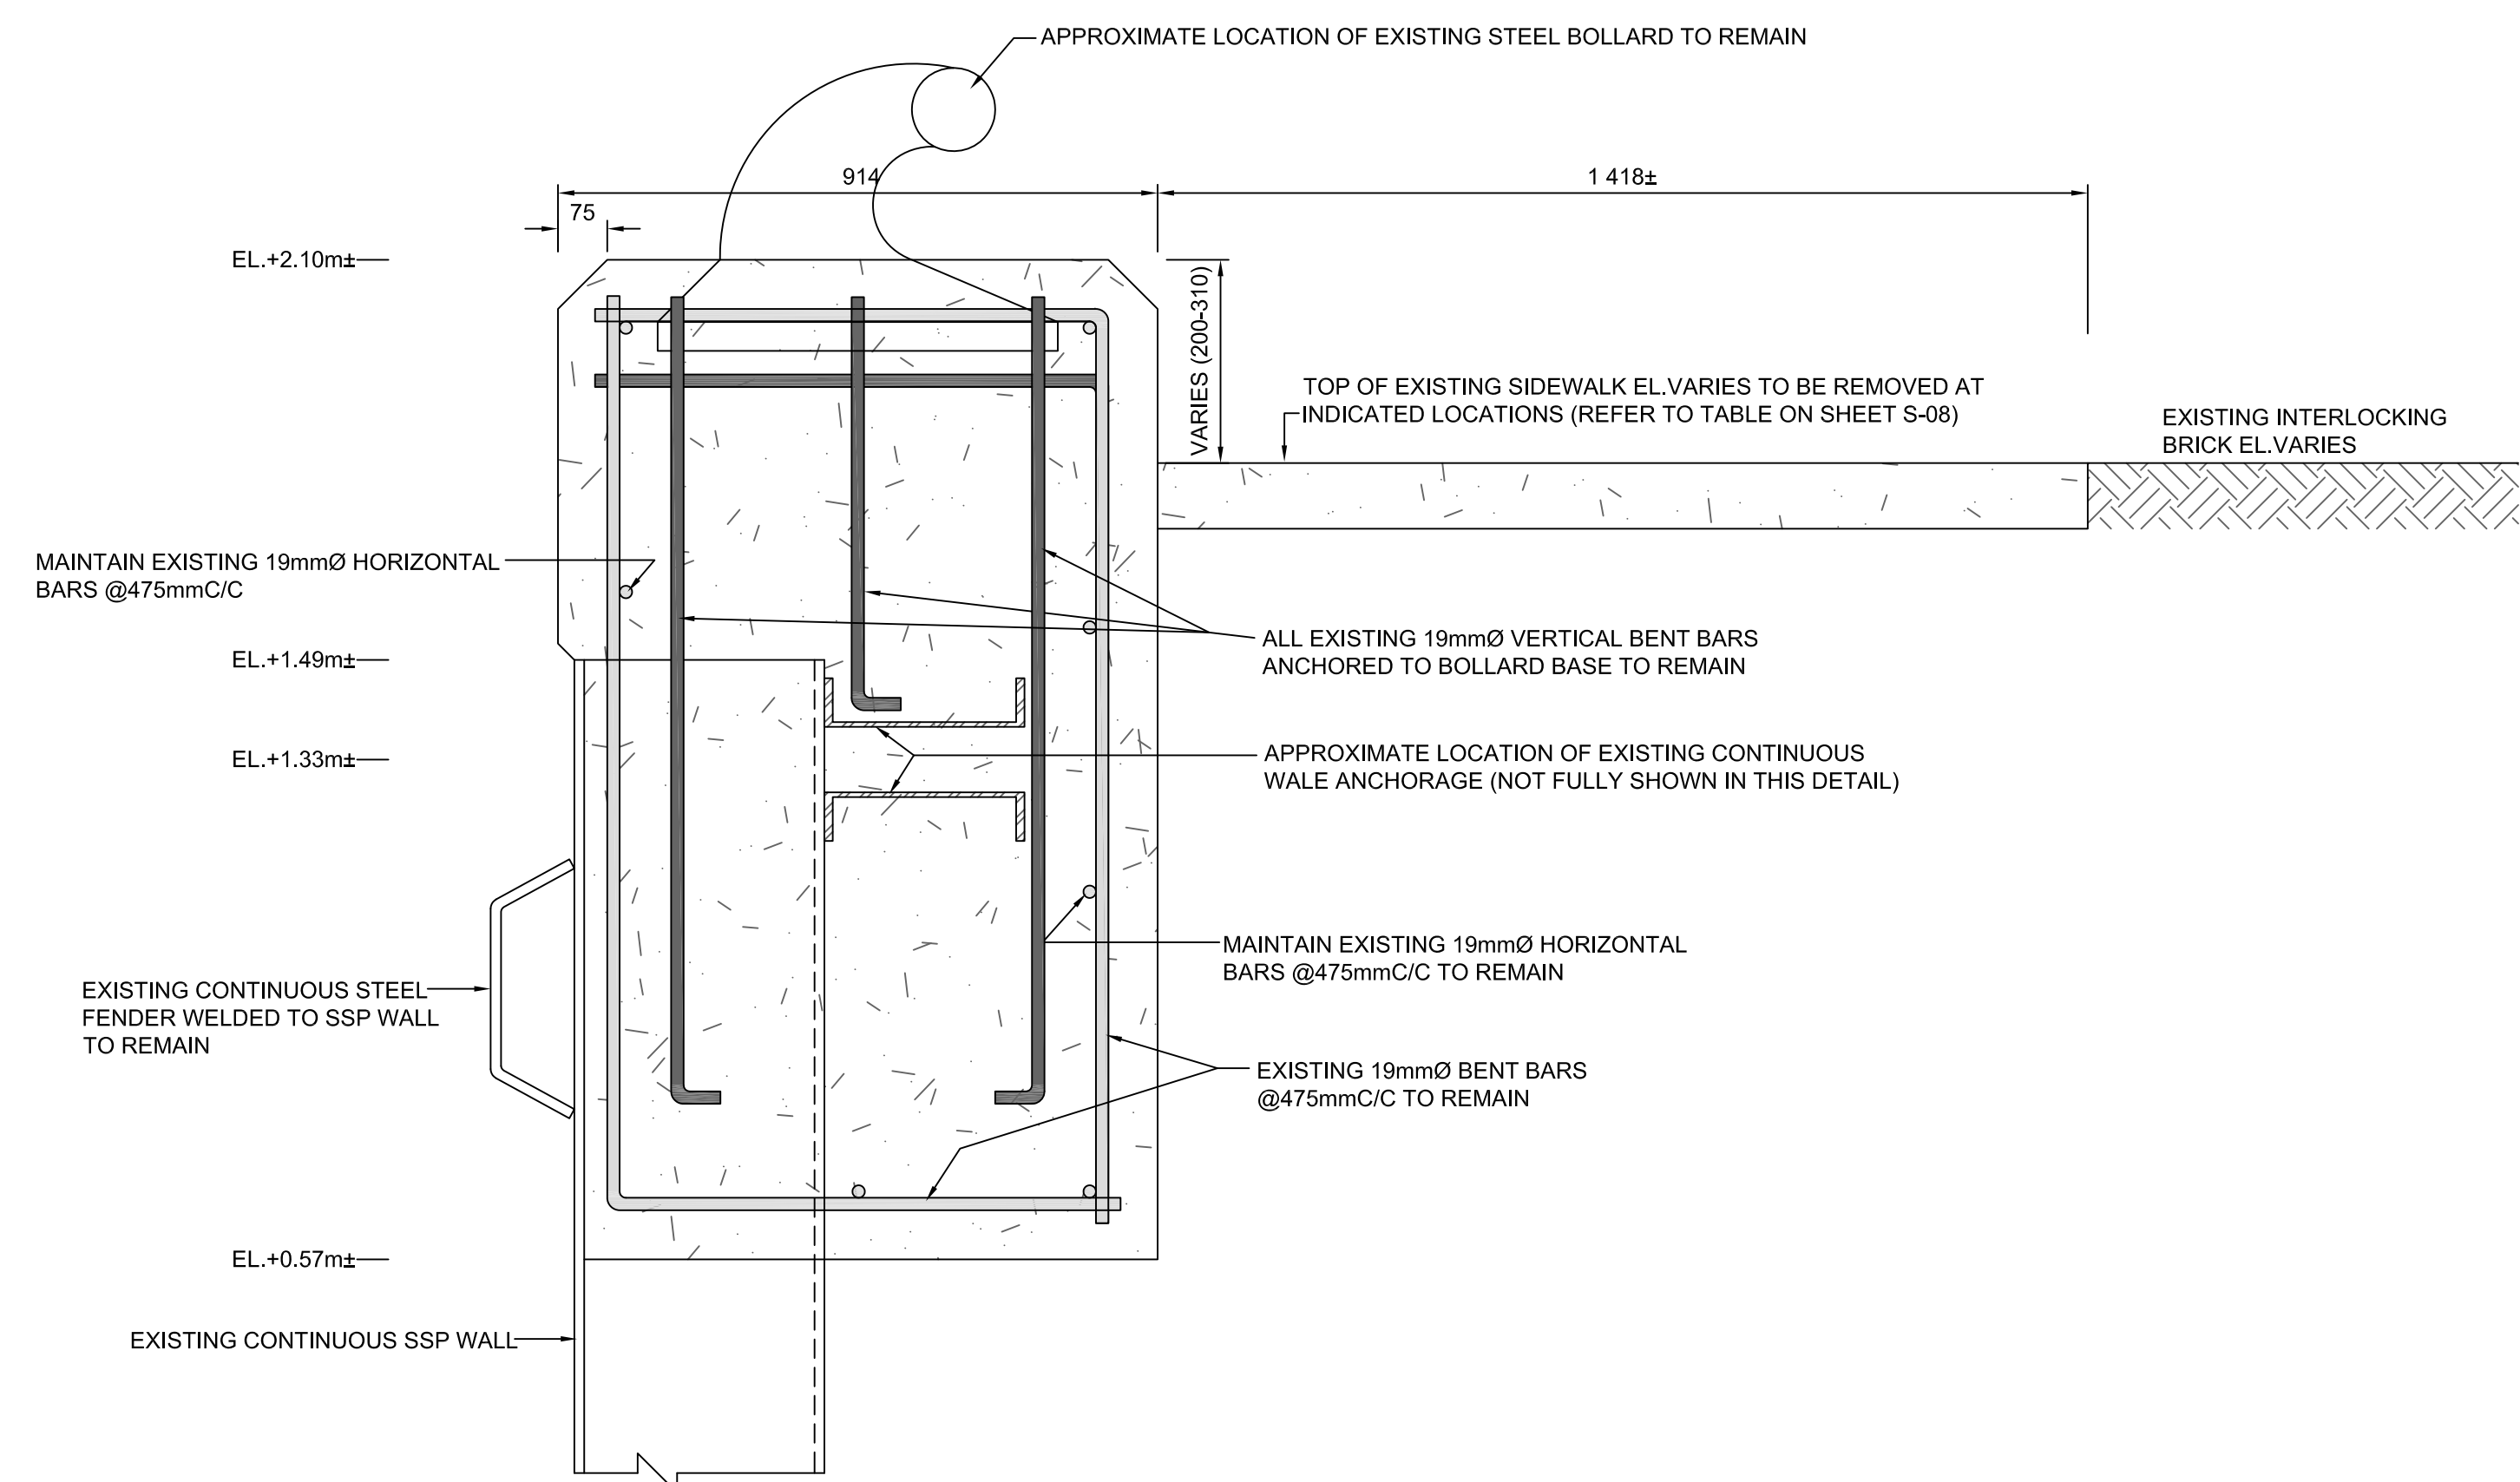 APPROXIMATE LOCATION OF EXISTING STEEL BOLLARD TO REMAIN
914
1 418±
75
EL.+2.10m±
VARIES (200-310)
TOP OF EXISTING SIDEWALK EL.VARIES TO BE REMOVED AT
INDICATED LOCATIONS (REFER TO TABLE ON SHEET S-08)
EXISTING INTERLOCKING
BRICK EL.VARIES
MAINTAIN EXISTING 19mmØ HORIZONTAL
BARS @475mmC/C
ALL EXISTING 19mmØ VERTICAL BENT BARS
ANCHORED TO BOLLARD BASE TO REMAIN
EL.+1.49m±
EL.+1.33m±
APPROXIMATE LOCATION OF EXISTING CONTINUOUS
WALE ANCHORAGE (NOT FULLY SHOWN IN THIS DETAIL)
MAINTAIN EXISTING 19mmØ HORIZONTAL
BARS @475mmC/C TO REMAIN
EXISTING CONTINUOUS STEEL
FENDER WELDED TO SSP WALL
TO REMAIN
EXISTING 19mmØ BENT BARS
@475mmC/C TO REMAIN
EL.+0.57m±
EXISTING CONTINUOUS SSP WALL